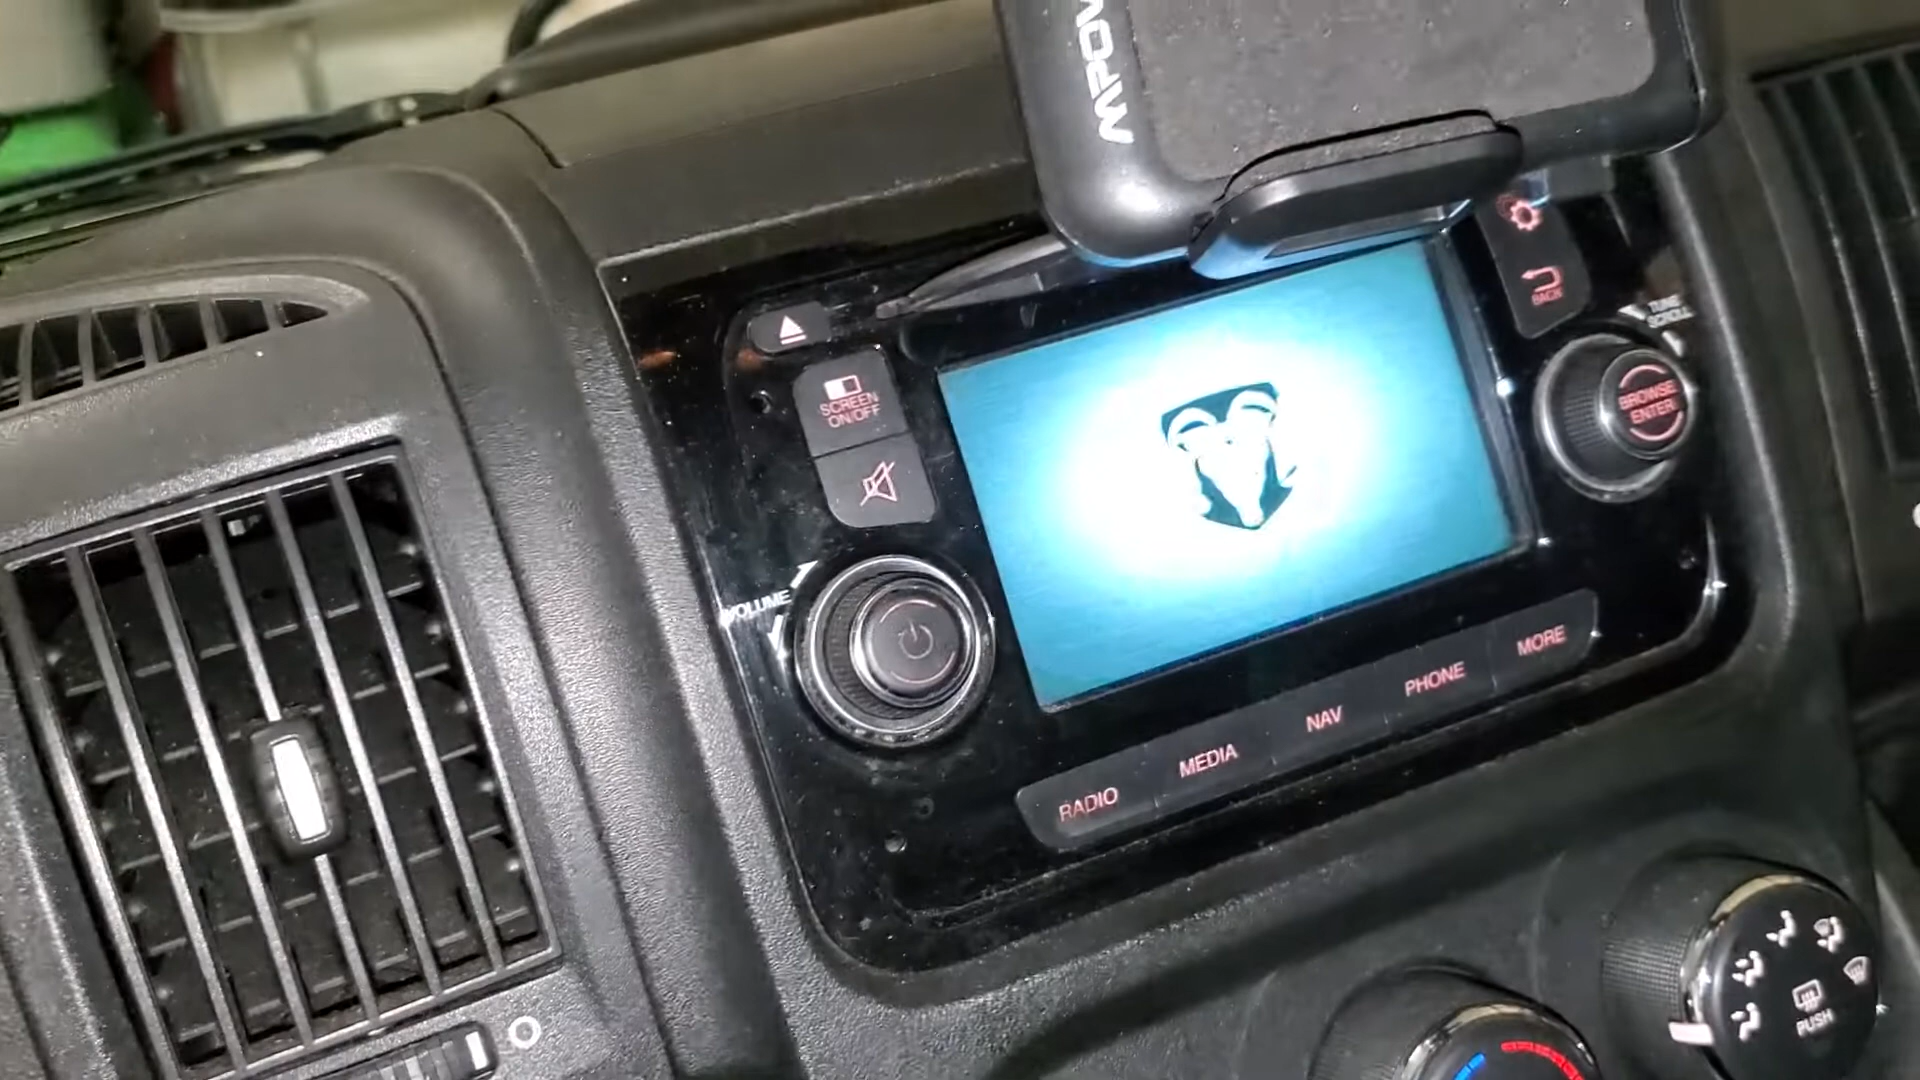 MPOW
SCREEN
ON/OFF
VOLUME
BACK
TUNE
SCROLL
BROWSE
ENTER
RADIO
MEDIA
NAV
PHONE
MORE
PUSH